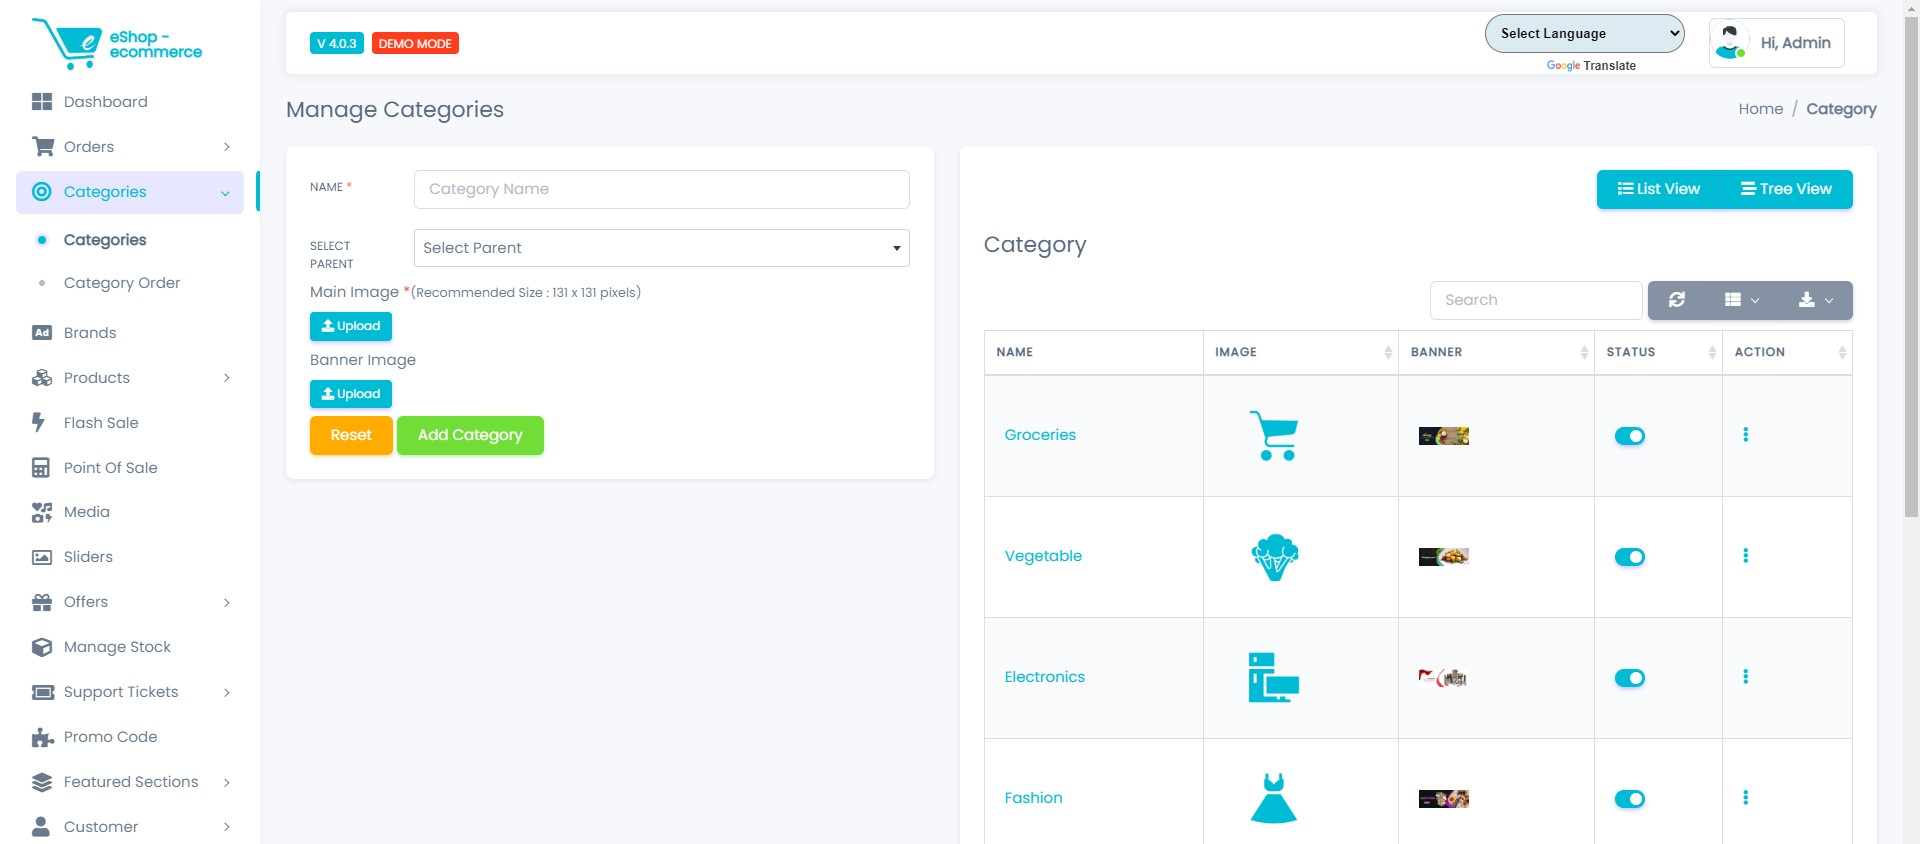 eShop -
ecommerce
Dashboard
Orders
Categories
Categories
Category Order
Ad Brands
Products
Flash Sale
Point Of Sale
Media
Sliders
Offers
Manage Stock
Support Tickets
Promo Code
Featured Sections
Customer
V 4.0.3 DEMO MODE
Select Language
Google Translate
Hi, Admin
Manage Categories
Home / Category
NAME *
Category Name
SELECT
PARENT
Select Parent
Main Image *(Recommended Size : 131 x 131 pixels)
Upload
Banner Image
Upload
Reset Add Category
List View Tree View
Category
Search
NAME IMAGE BANNER STATUS ACTION
Groceries
Vegetable
Electronics
Fashion